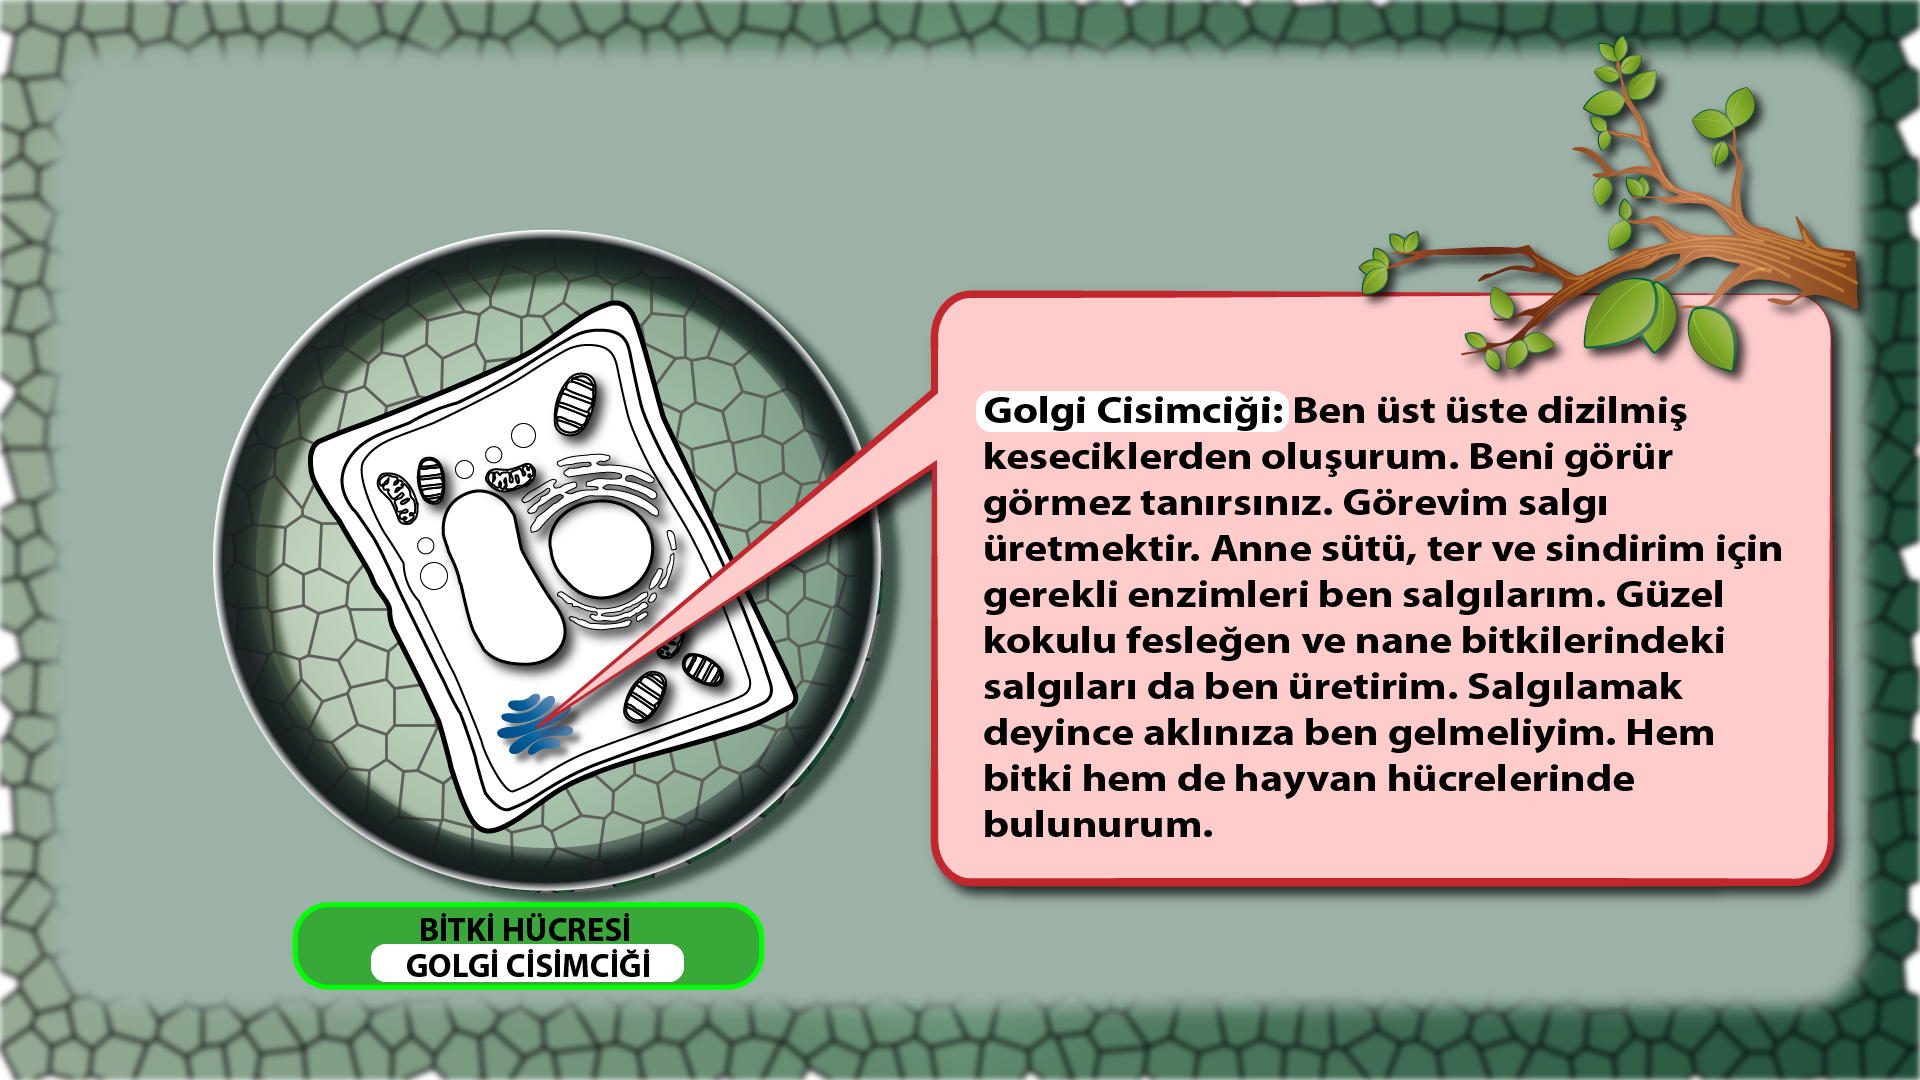 Golgi Cisimciği: Ben üst üste dizilmiş
keseciklerden oluşurum. Beni görür
görmez tanırsınız. Görevim salgı
üretmektir. Anne sütü, ter ve sindirim için
gerekli enzimleri ben salgılarım. Güzel
kokulu fesleğen ve nane bitkilerindeki
salgıları da ben üretirim. Salgılamak
deyince aklınıza ben gelmeliyim. Hem
bitki hem de hayvan hücrelerinde
bulunurum.
BİTKİ HÜCRESİ
GOLGİ CİSİMCİĞİ